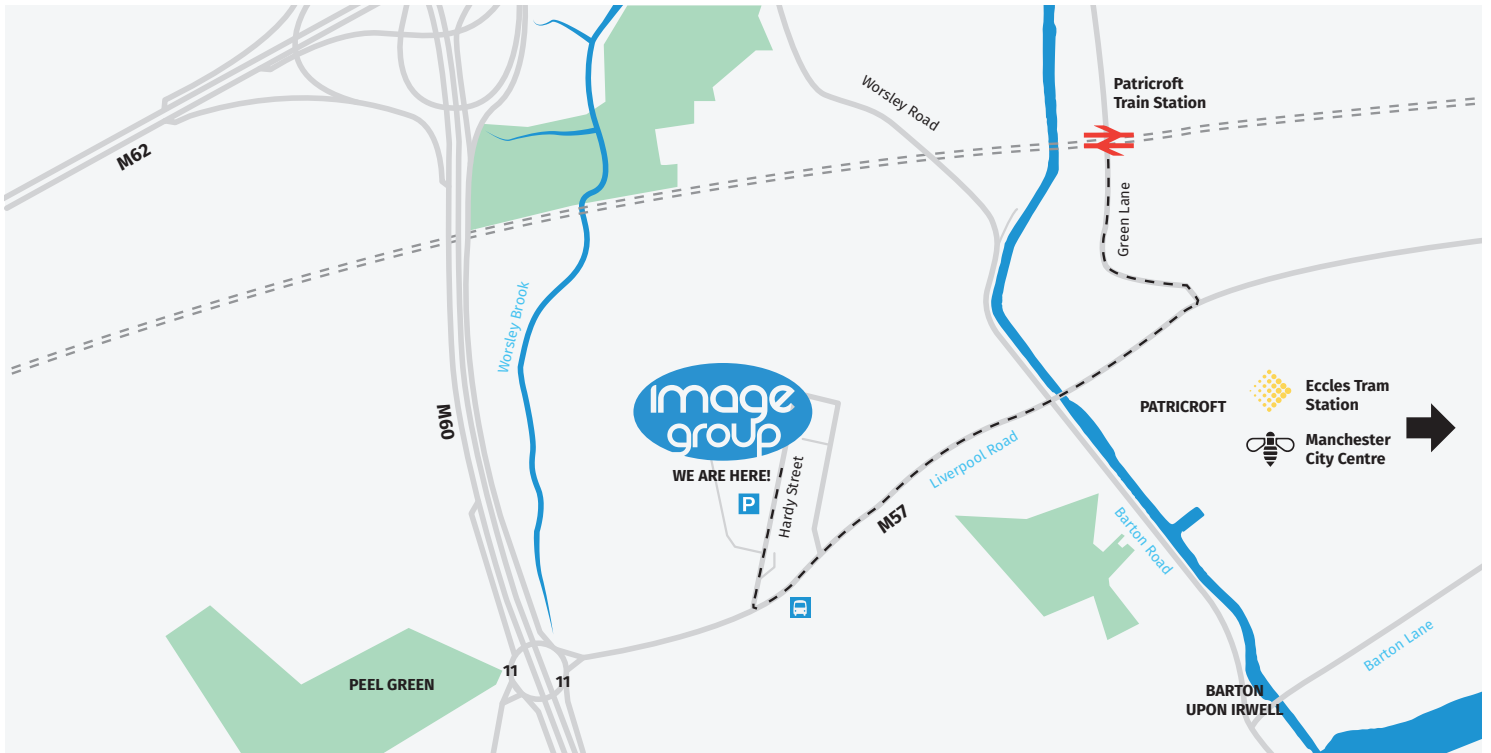 Patricroft
Train Station
Worsley Road
M62
Green Lane
Worsley Brook
image
group
WE ARE HERE!
P
Hardy Street
M60
Liverpool Road
M57
PATRICROFT
Eccles Tram
Station
Manchester
City Centre
Barton Road
Barton Lane
11
11
PEEL GREEN
BARTON
UPON IRWELL